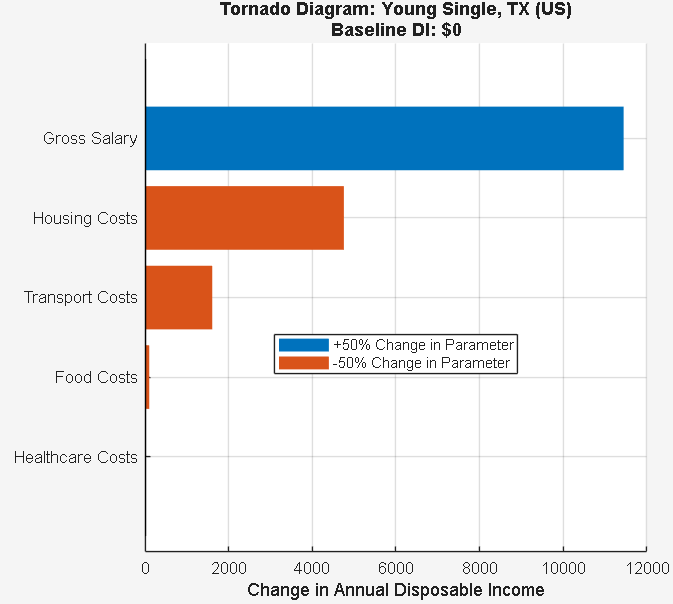 Tornado Diagram: Young Single, TX (US)
Baseline DI: $0
Gross Salary
Housing Costs
Transport Costs
+50% Change in Parameter
-50% Change in Parameter
Food Costs
Healthcare Costs
0 2000 4000 6000 8000 10000 12000
Change in Annual Disposable Income